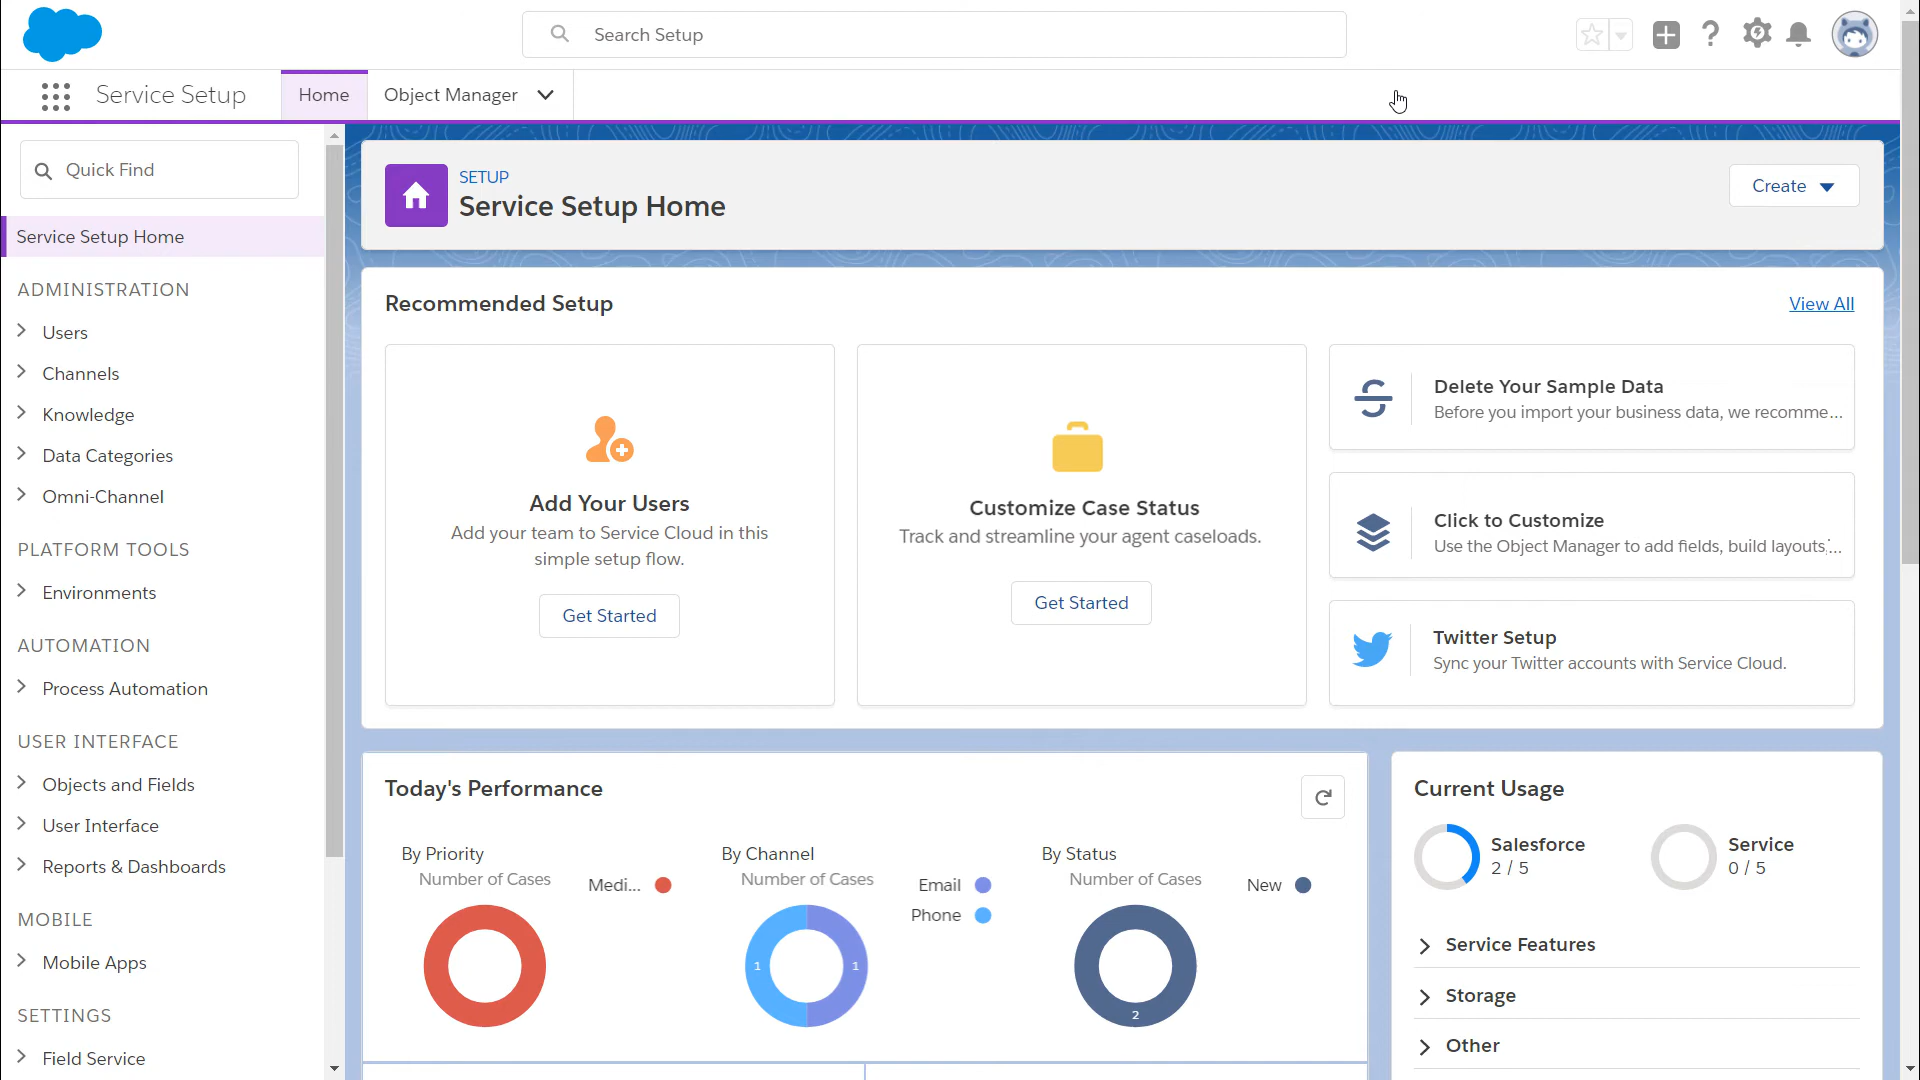 Search Setup
Service Setup
Home
Object Manager
Quick Find
Service Setup Home
ADMINISTRATION
Users
Channels
Knowledge
Data Categories
Omni-Channel
PLATFORM TOOLS
Environments
AUTOMATION
Process Automation
USER INTERFACE
Objects and Fields
User Interface
Reports & Dashboards
MOBILE
Mobile Apps
SETTINGS
Field Service
SETUP
Service Setup Home
Create
Recommended Setup
View All
Add Your Users
Add your team to Service Cloud in this
simple setup flow.
Get Started
Customize Case Status
Track and streamline your agent caseloads.
Get Started
Delete Your Sample Data
Before you import your business data, we recomme...
Click to Customize
Use the Object Manager to add fields, build layouts,...
Twitter Setup
Sync your Twitter accounts with Service Cloud.
Today's Performance
By Priority
Number of Cases
Medi...
By Channel
Number of Cases
Email
Phone
1
1
By Status
Number of Cases
New
2
Current Usage
Salesforce
2 / 5
Service
0 / 5
Service Features
Storage
Other